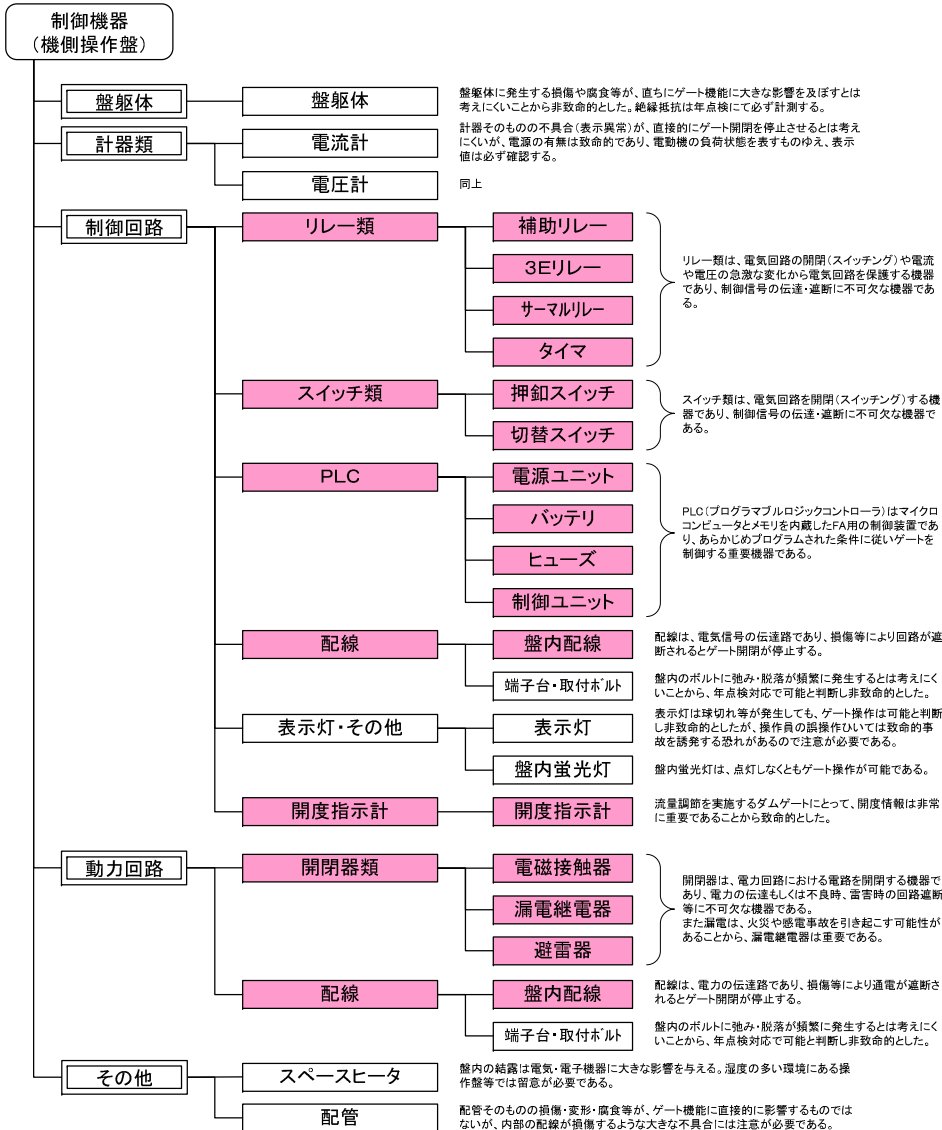 制御機器
（機側操作盤）
盤躯体
盤躯体
盤躯体に発生する損傷や腐食等が、直ちにゲート機能に大きな影響を及ぼすとは
考えにくいことから非致命的とした。絶縁抵抗は年点検にて必ず計測する。
計器類
電流計
計器そのものの不具合（表示異常）が、直接的にゲート開閉を停止させるとは考え
にくいが、電源の有無は致命的であり、電動機の負荷状態を表すものゆえ、表示
値は必ず確認する。
電圧計
同上
制御回路
リレー類
補助リレー
3Eリレー
サーマルリレー
タイマ
リレー類は、電気回路の開閉（スイッチング）や電流
や電圧の急激な変化から電気回路を保護する機器
であり、制御信号の伝達・遮断に不可欠な機器であ
る。
スイッチ類
押釦スイッチ
切替スイッチ
スイッチ類は、電気回路を開閉（スイッチング）する機
器であり、制御信号の伝達・遮断に不可欠な機器で
ある。
PLC
電源ユニット
バッテリ
ヒューズ
制御ユニット
PLC（プログラマブルロジックコントローラ）はマイクロ
コンピュータとメモリを内蔵したFA用の制御装置であ
り、あらかじめプログラムされた条件に従いゲートを
制御する重要機器である。
配線
盤内配線
配線は、電気信号の伝達路であり、損傷等により回路が遮
断されるとゲート開閉が停止する。
端子台・取付ボルト
盤内のボルトに弛み・脱落が頻繁に発生するとは考えにく
いことから、年点検対応で可能と判断し非致命的とした。
表示灯・その他
表示灯
表示灯は球切れ等が発生しても、ゲート操作は可能と判断
し非致命的としたが、操作員の誤操作ひいては致命的事
故を誘発する恐れがあるので注意が必要である。
盤内蛍光灯
盤内蛍光灯は、点灯しなくともゲート操作が可能である。
開度指示計
開度指示計
流量調節を実施するダムゲートにとって、開度情報は非常
に重要であることから致命的とした。
動力回路
開閉器類
電磁接触器
漏電継電器
避雷器
開閉器は、電力回路における電路を開閉する機器で
あり、電力の伝達もしくは不良時、雷害時の回路遮断
等に不可欠な機器である。
また漏電は、火災や感電事故を引き起こす可能性が
あることから、漏電継電器は重要である。
配線
盤内配線
配線は、電力の伝達路であり、損傷等により通電が遮断さ
れるとゲート開閉が停止する。
端子台・取付ボルト
盤内のボルトに弛み・脱落が頻繁に発生するとは考えにく
いことから、年点検対応で可能と判断し非致命的とした。
その他
スペースヒータ
盤内の結露は電気・電子機器に大きな影響を与える。湿度の多い環境にある操
作盤等では留意が必要である。
配管
配管そのものの損傷・変形・腐食等が、ゲート機能に直接的に影響するものでは
ないが、内部の配線が損傷するような大きな不具合には注意が必要である。